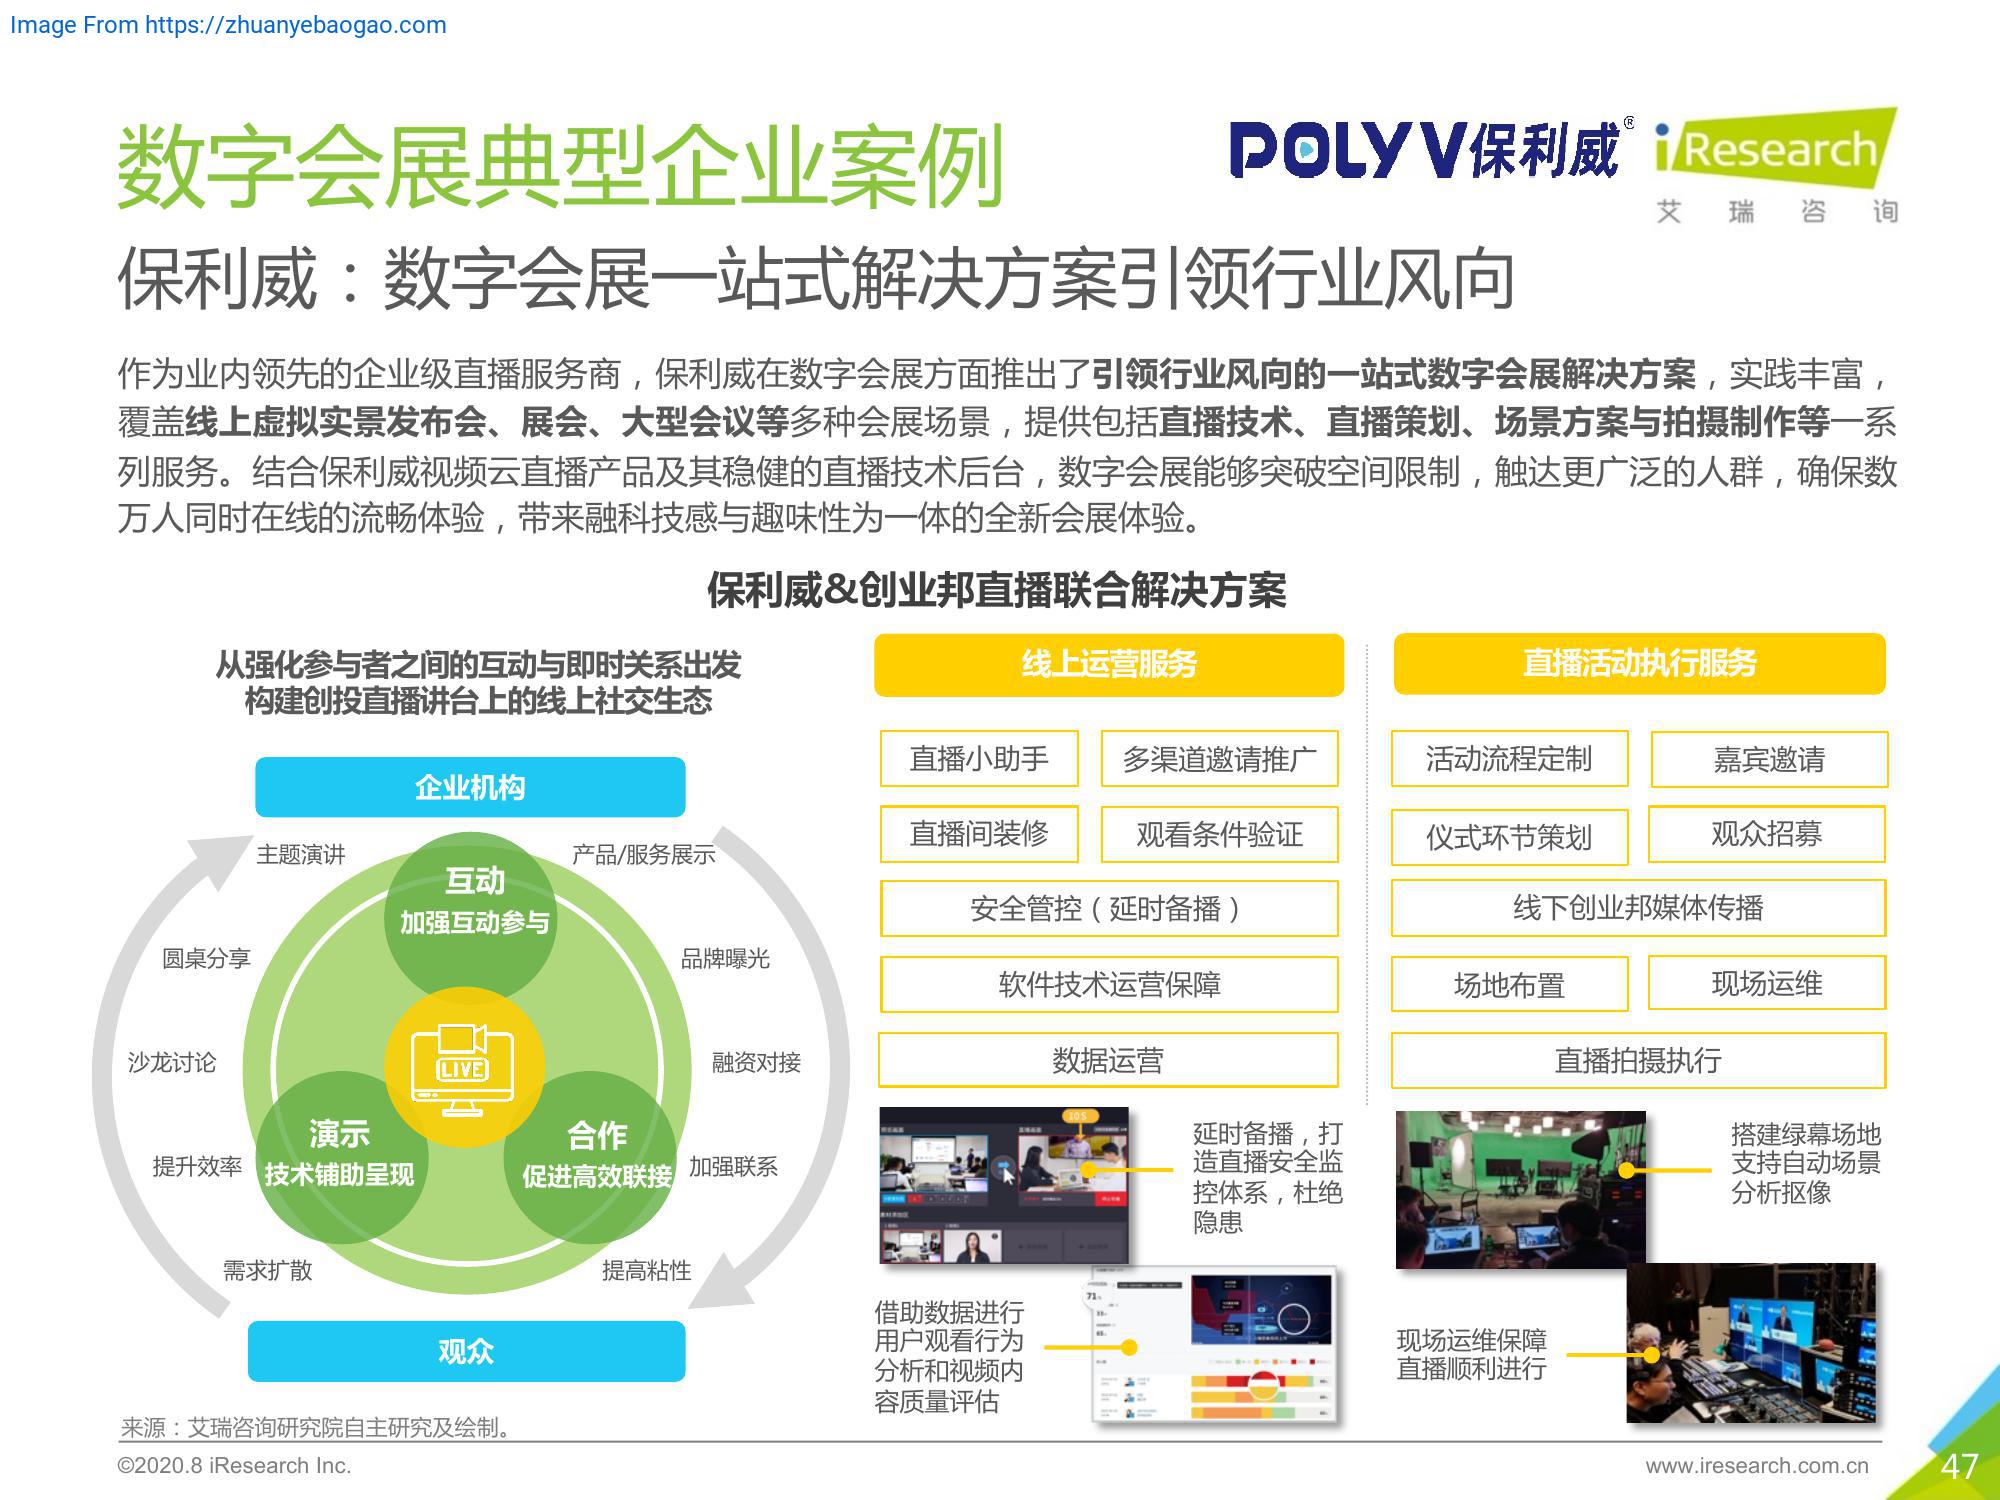 Image From https://zhuanyebaogao.com
数字会展典型企业案例
POLYV保利威®
iResearch
艾瑞咨询
保利威：数字会展一站式解决方案引领行业风向
作为业内领先的企业级直播服务商，保利威在数字会展方面推出了引领行业风向的一站式数字会展解决方案，实践丰富，
覆盖线上虚拟实景发布会、展会、大型会议等多种会展场景，提供包括直播技术、直播策划、场景方案与拍摄制作等一系
列服务。结合保利威视频云直播产品及其稳健的直播技术后台，数字会展能够突破空间限制，触达更广泛的人群，确保数
万人同时在线的流畅体验，带来融科技感与趣味性为一体的全新会展体验。
保利威&创业邦直播联合解决方案
从强化参与者之间的互动与即时关系出发
构建创投直播讲台上的线上社交生态
企业机构
主题演讲
产品/服务展示
互动
加强互动参与
圆桌分享
品牌曝光
沙龙讨论
LIVE
融资对接
演示
技术铺助呈现
合作
促进高效联接
提升效率
加强联系
需求扩散
提高粘性
观众
线上运营服务
直播小助手
多渠道邀请推广
直播间装修
观看条件验证
安全管控（延时备播）
软件技术运营保障
数据运营
10S
延时备播，打
造直播安全监
控体系，杜绝
隐患
借助数据进行
用户观看行为
分析和视频内
容质量评估
直播活动执行服务
活动流程定制
嘉宾邀请
仪式环节策划
观众招募
线下创业邦媒体传播
场地布置
现场运维
直播拍摄执行
搭建绿幕场地
支持自动场景
分析抠像
现场运维保障
直播顺利进行
来源：艾瑞咨询研究院自主研究及绘制。
©2020.8 iResearch Inc.
www.iresearch.com.cn
47